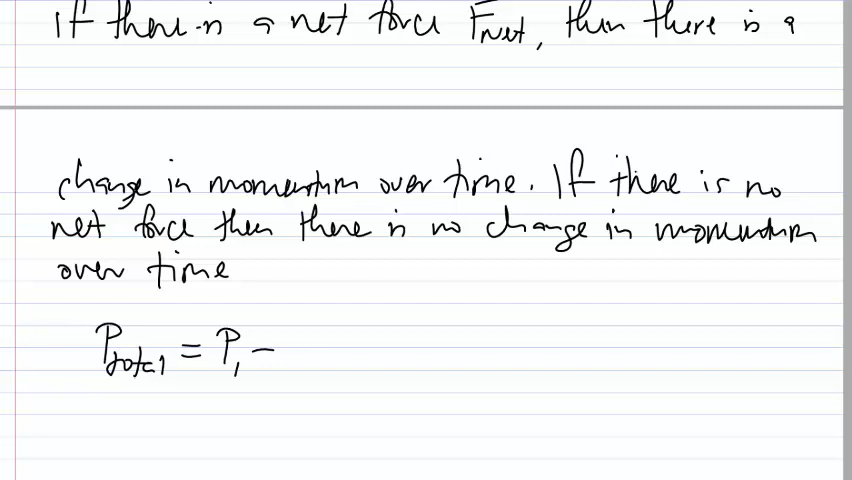 If there is a net force Fnet, then there is a
change in momentum over time. If there is no
net force then there is no change in momentum
over time
Ptotal = P1 –